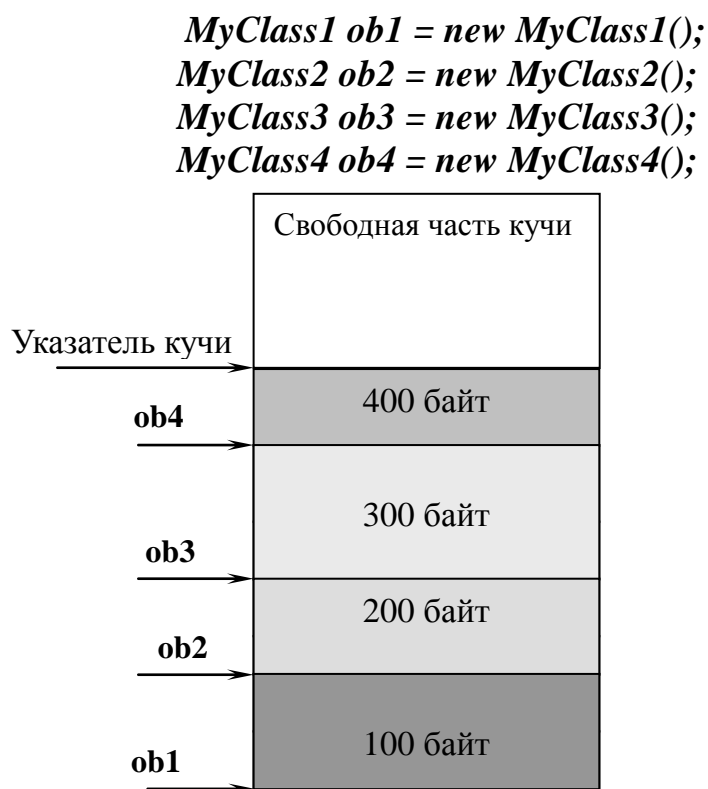 MyClass1 ob1 = new MyClass1();
MyClass2 ob2 = new MyClass2();
MyClass3 ob3 = new MyClass3();
MyClass4 ob4 = new MyClass4();
Свободная часть кучи
Указатель кучи
400 байт
ob4
300 байт
ob3
200 байт
ob2
100 байт
ob1